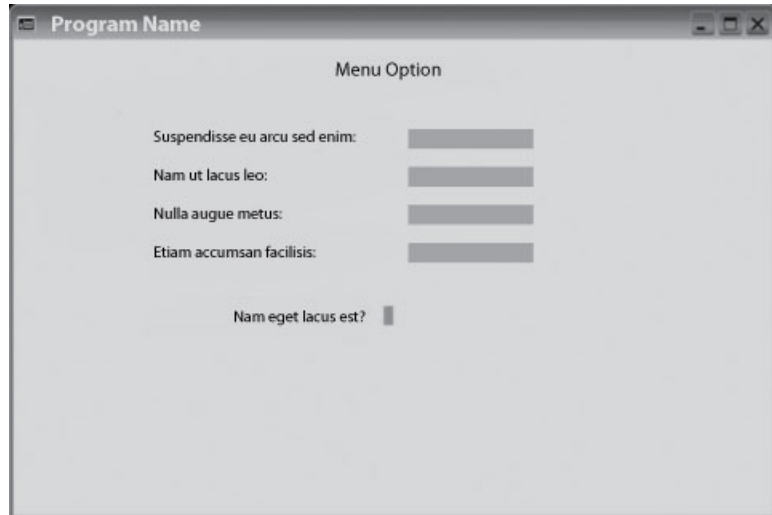 Program Name
Menu Option
Suspendisse eu arcu sed enim:
Nam ut lacus leo:
Nulla augue metus:
Etiam accumsan facilisis:
Nam eget lacus est?